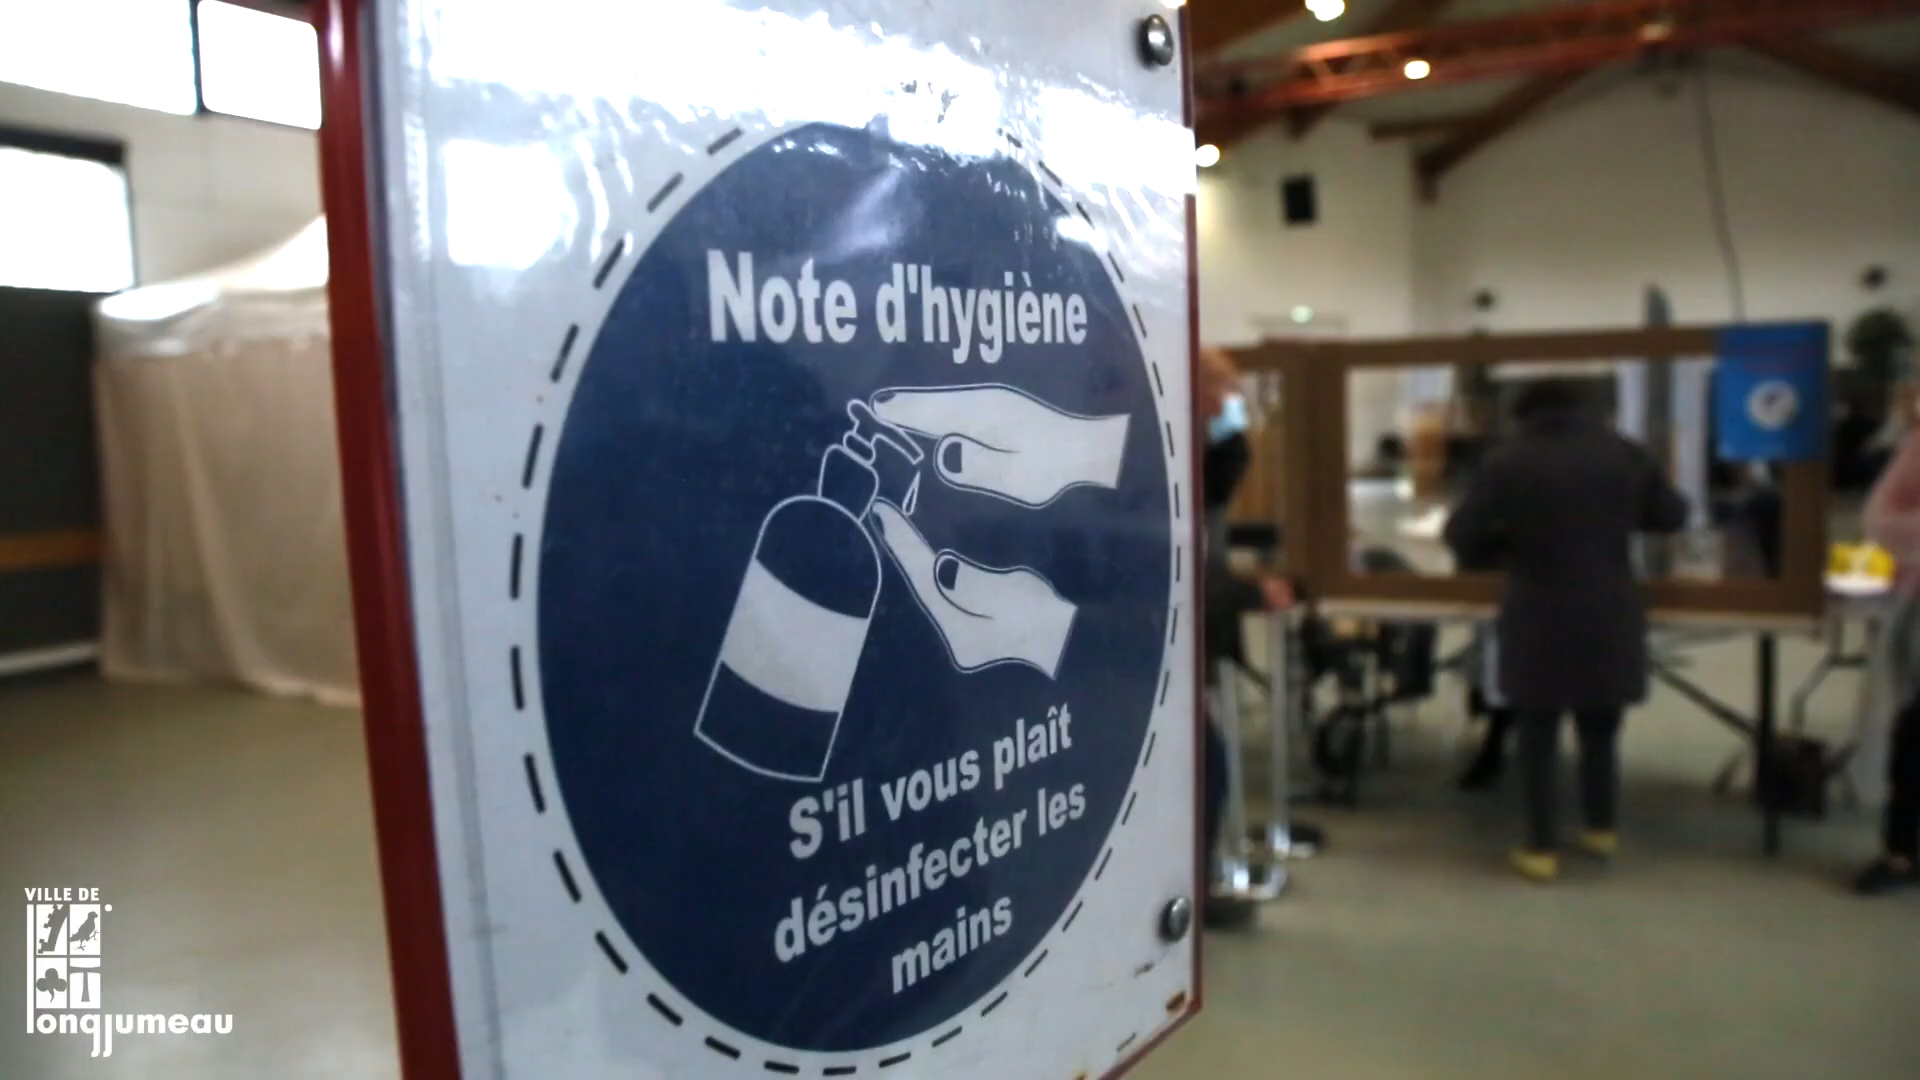 Note d'hygiène
S'il vous plaît
désinfecter les
mains
VILLE DE
longjumeau